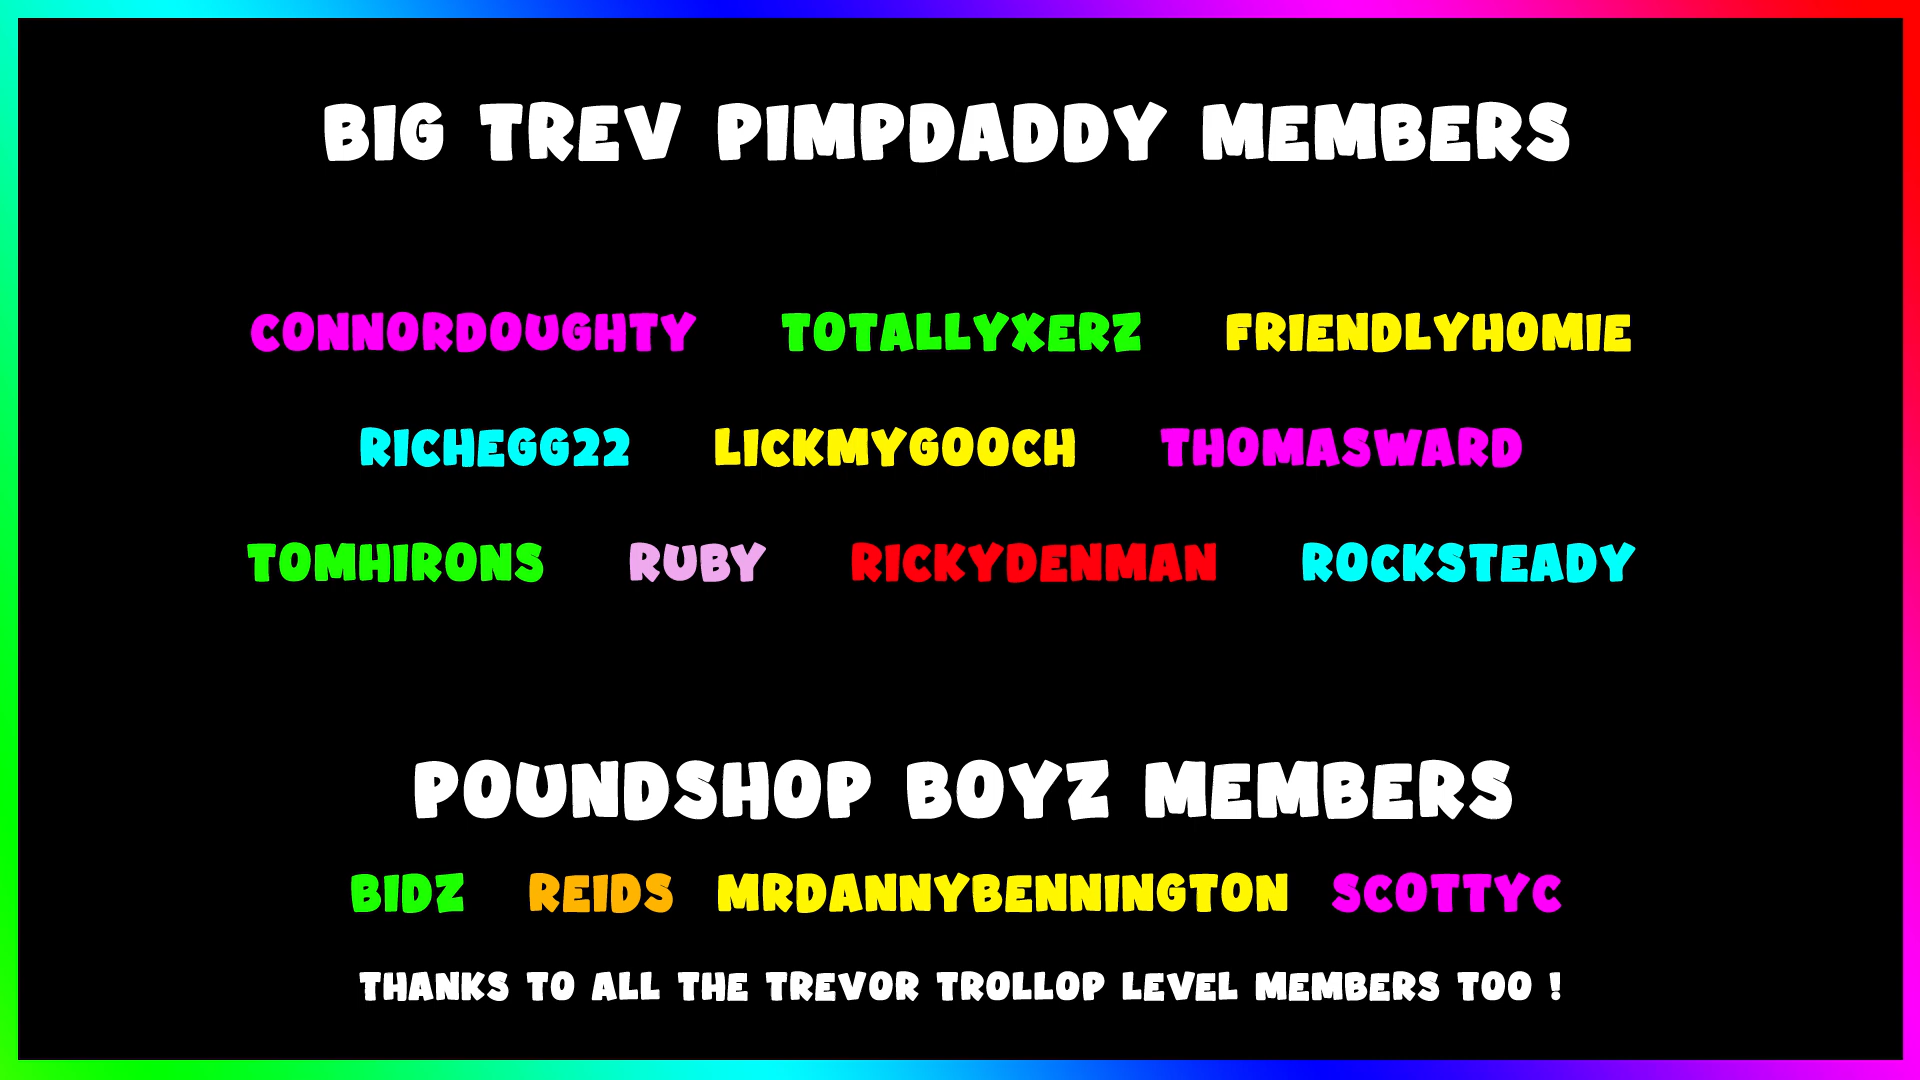 BIG TREV PIMPDADDY MEMBERS
CONNORDOUGHTY TOTALLYXERZ FRIENDLYHOMIE
RICHEGG22 LICKMYGOOCH THOMASWARD
TOMHIRONS RUBY RICKYDENMAN ROCKSTEADY
POUNDSHOP BOYZ MEMBERS
BIDZ REIDS MRDANNYBENNINGTON SCOTTYC
THANKS TO ALL THE TREVOR TROLLOP LEVEL MEMBERS TOO !